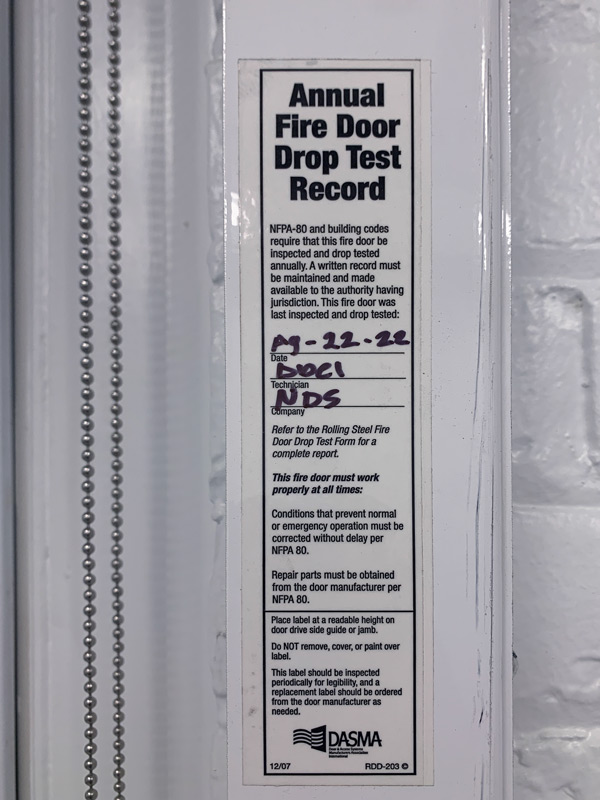 Annual
Fire Door
Drop Test
Record
NFPA-80 and building codes
require that this fire door be
inspected and drop tested
annually. A written record must
be maintained and made
available to the authority having
jurisdiction. This fire door was
last inspected and drop tested:
-22-22
Date
Technician
NDS
Company
Refer to the Rolling Steel Fire
Door Drop Test Form for a
complete report.
This fire door must work
properly at all times:
Conditions that prevent normal
or emergency operation must be
corrected without delay per
NFPA 80.
Repair parts must be obtained
from the door manufacturer per
NFPA 80.
Place label at a readable height on
door drive side guide or jamb.
Do NOT remove, cover, or paint over
label.
This label should be inspected
periodically for legibility, and a
replacement label should be ordered
from the door manufacturer as
needed.
DASMA
Door & Access Systems
Manufacturers Association
International
12/07 RDD-203 ©